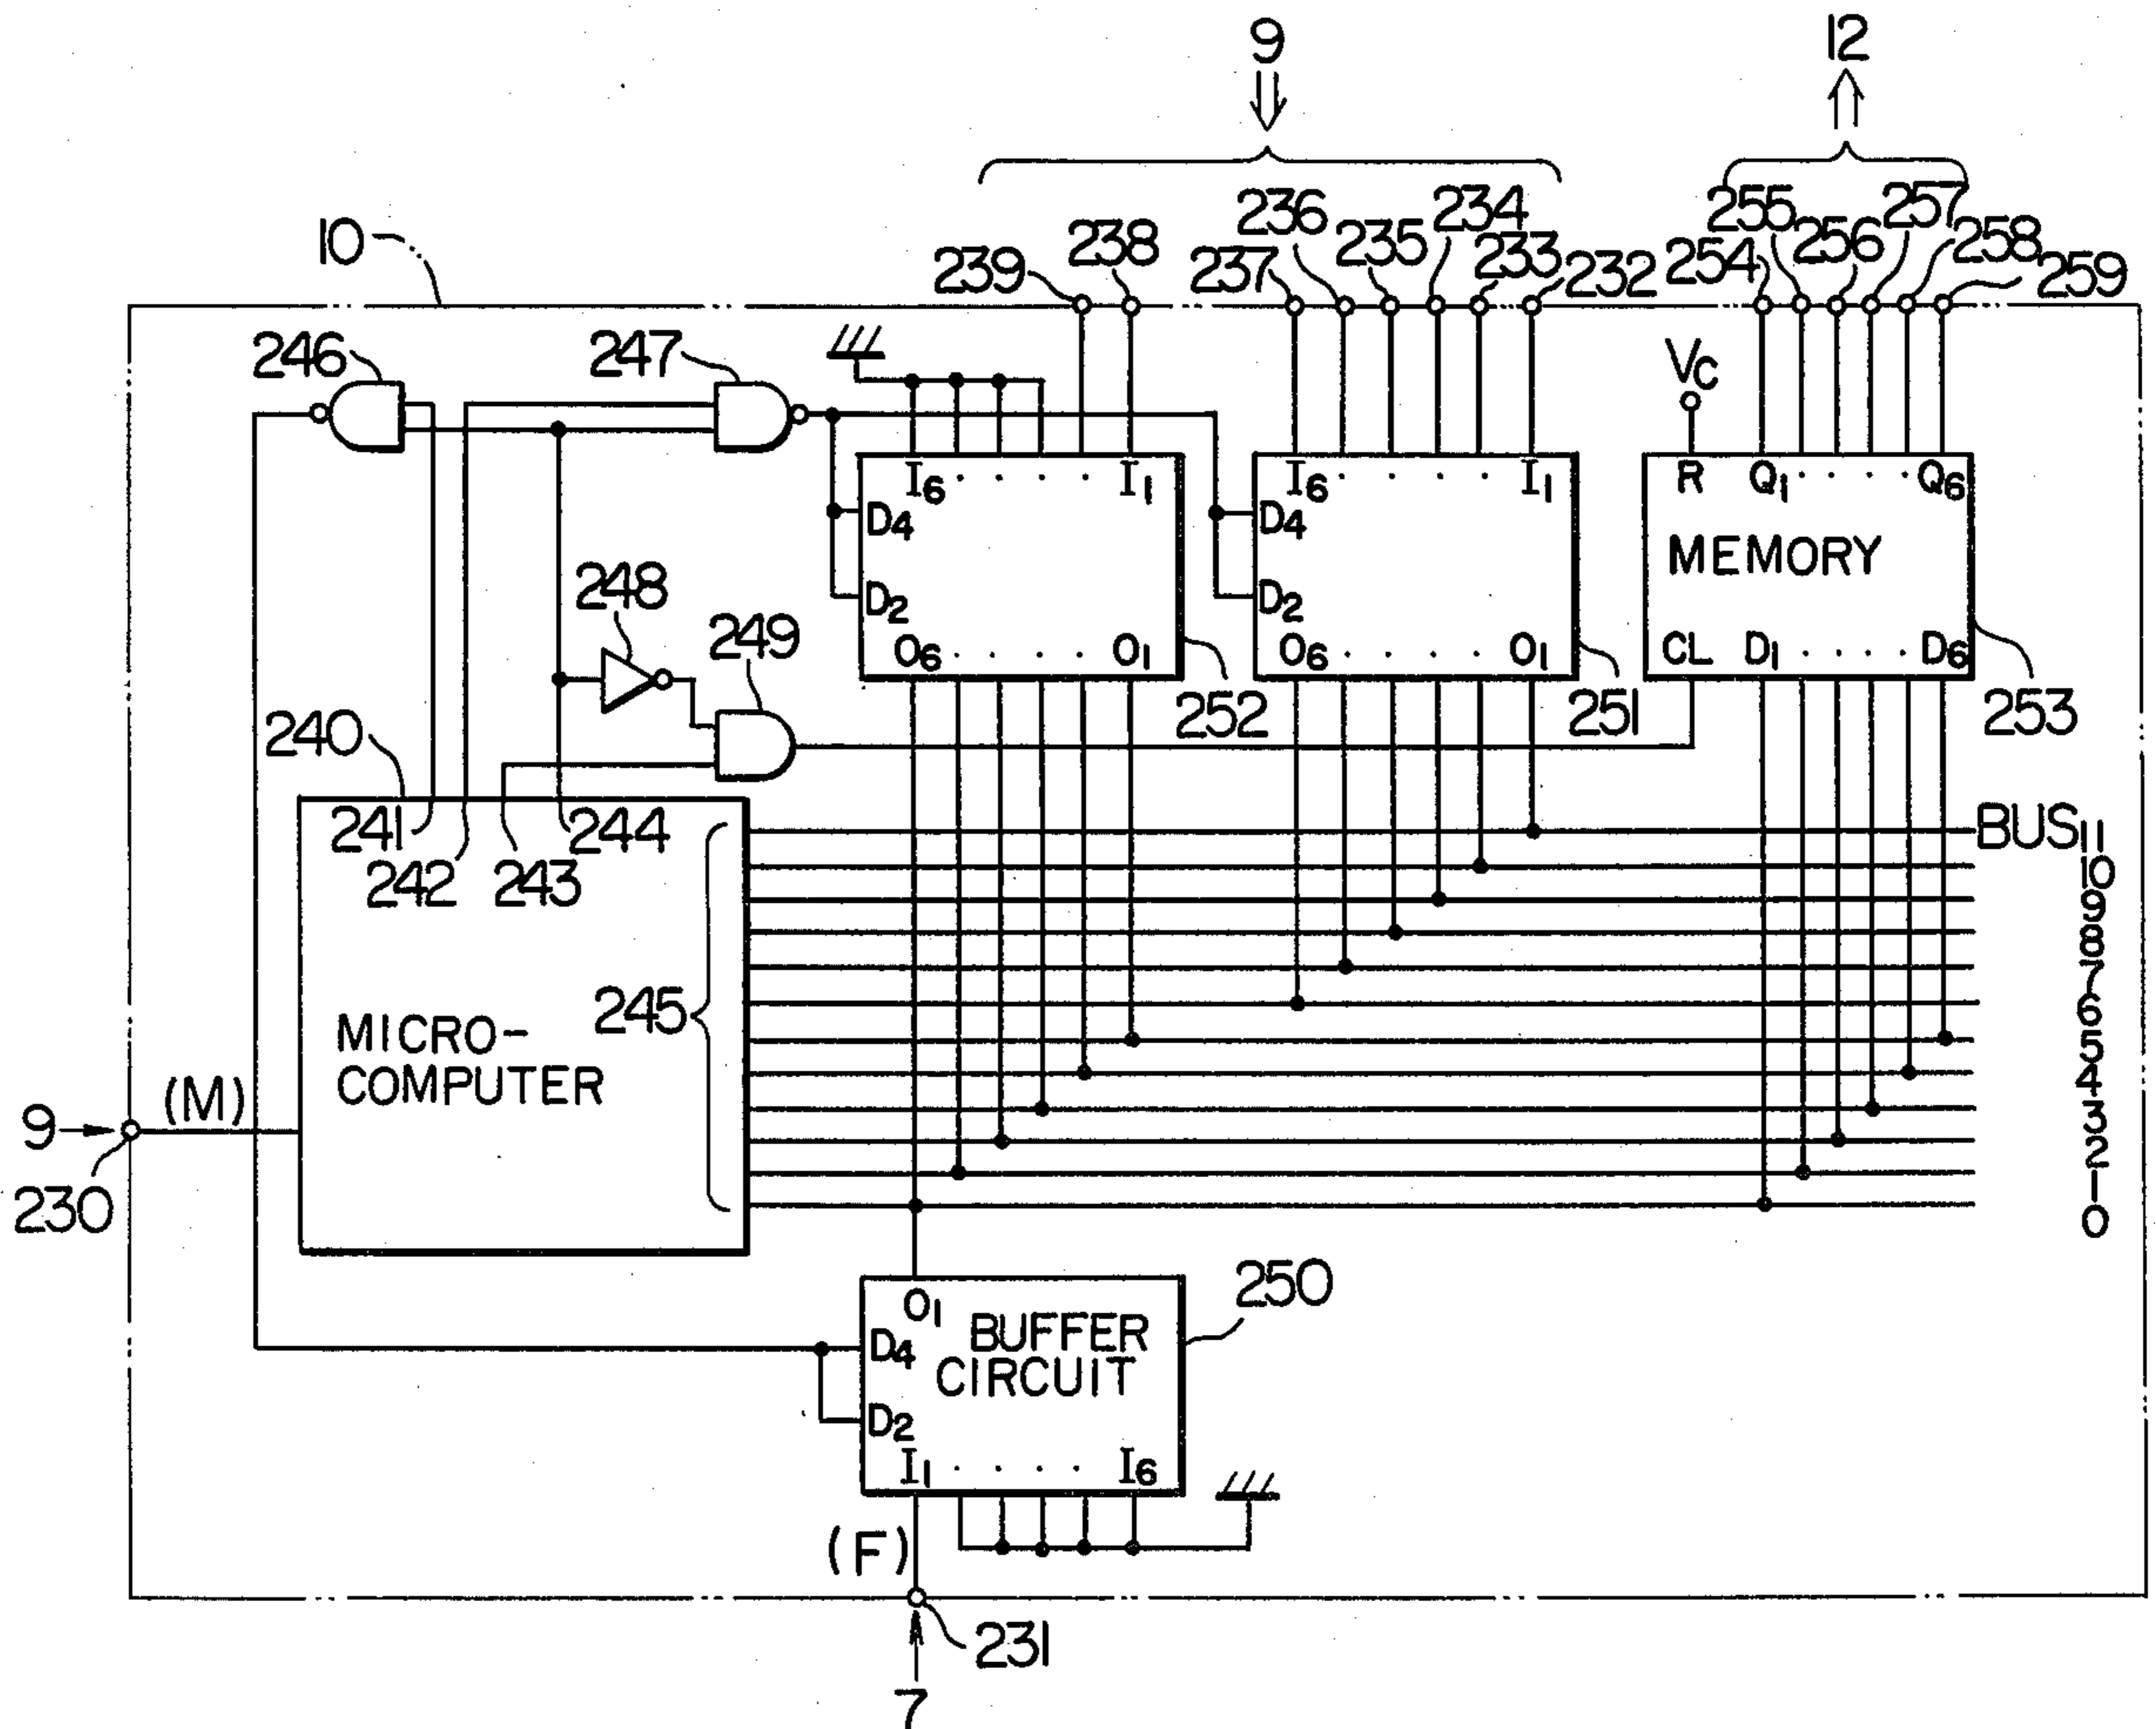 9
12
10
239
238
237
236
235
234
233
232
254
255
256
257
258
259
246
247
VC
I6 . . . . I1
D4
D2
O6 . . . . O1
252
I6 . . . . I1
D4
D2
O6 . . . . O1
251
R Q1 . . . . Q6
MEMORY
CL D1 . . . . D6
253
248
249
240
241
242
243
244
245
MICRO-
COMPUTER
BUS11
10
9
8
7
6
5
4
3
2
1
0
(M)
9
230
250
O1
BUFFER
CIRCUIT
D4
D2
I1 . . . . I6
(F)
231
7